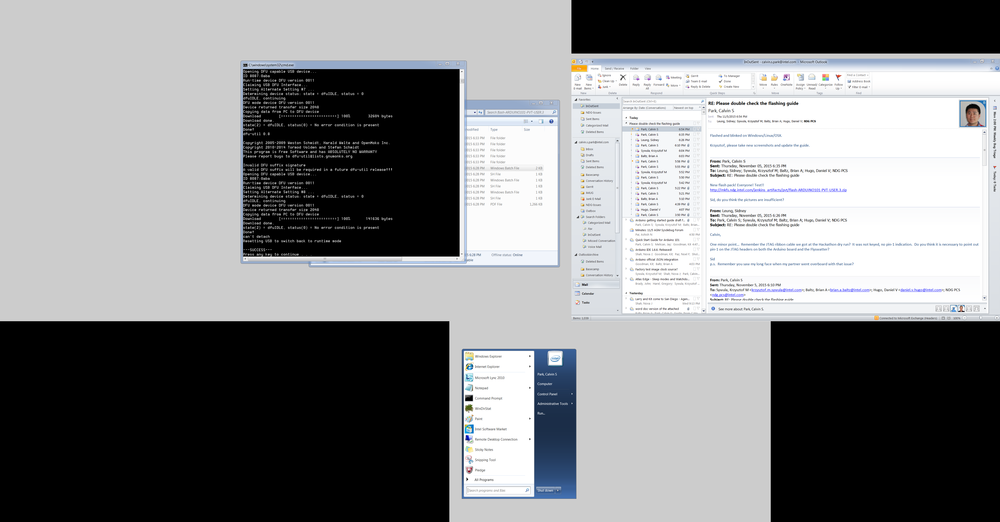 C:\windows\system32\cmd.exe
Opening DFU capable USB device...
ID 8087:0aba
Run-time device DFU version 0011
Claiming USB DFU Interface...
Setting Alternate Setting #7 ...
Determining device status: state = dfuIDLE, status = 0
dfuIDLE, continuing
DFU mode device DFU version 0011
Device returned transfer size 2048
Copying data from PC to DFU device
Download [=========================] 100% 32604 bytes
Download done.
state(2) = dfuIDLE, status(0) = No error condition is present
Done!
dfu-util 0.8
Copyright 2005-2009 Weston Schmidt, Harald Welte and OpenMoko Inc.
Copyright 2010-2014 Tormod Volden and Stefan Schmidt
This program is Free Software and has ABSOLUTELY NO WARRANTY
Please report bugs to dfu-util@lists.gnumonks.org
Invalid DFU suffix signature
A valid DFU suffix will be required in a future dfu-util release!!!
Opening DFU capable USB device...
ID 8087:0aba
Run-time device DFU version 0011
Claiming USB DFU Interface...
Setting Alternate Setting #8 ...
Determining device status: state = dfuIDLE, status = 0
dfuIDLE, continuing
DFU mode device DFU version 0011
Device returned transfer size 2048
Copying data from PC to DFU device
Download [=========================] 100% 141636 bytes
Download done.
state(2) = dfuIDLE, status(0) = No error condition is present
Done!
can't detach
Resetting USB to switch back to runtime mode
---SUCCESS---
Press any key to continue . . .
Search flash-ARDUINO101-PVT-USER.3
modified Type Size
015 6:33 PM File folder
015 6:33 PM File folder
015 6:33 PM File folder
015 6:33 PM File folder
015 6:33 PM File folder
015 6:28 PM Windows Batch File 2 KB
015 6:28 PM SH File 1 KB
015 6:28 PM Windows Batch File 1 KB
015 6:28 PM SH File 1 KB
015 6:28 PM Windows Batch File 1 KB
015 6:28 PM SH File 1 KB
015 6:28 PM PDF File 1,266 KB
5 6:28 PM Offline status: Online
able
InOutSent - calvin.s.park@intel.com - Microsoft Outlook
File Home Send / Receive Folder View
New E-mail
New Items
New
Ignore
Clean Up
Junk
Delete
Delete
Reply
Reply All
Forward
Meeting
More
Respond
Gerrit
Team E-mail
Reply & Delete
To Manager
Done
Create New
Quick Steps
Move
Rules
OneNote
Move
Assign Policy
Unread/ Read
Categorize
Follow Up
Tags
Find a Contact
Address Book
Filter E-mail
Find
Favorites
InOutSent
NDG-Issues
Sent Items
Categorized Mail
Deleted Items
calvin.s.park@intel.com
Inbox
Drafts
Sent Items
Deleted Items
Basecamp
Conversation History
Gerrit
iMUG
Junk E-Mail
NDG-Issues
Outbox
Search Folders
Categorized Mail
Fax
InOutSent
Missed Conversation
Voice Mail
OutlookArchive
Deleted Items
Basecamp
Conversation History
Mail
Calendar
Tasks
Items: 1,039
Search InOutSent (Ctrl+E)
Arrange By: Date (Conversations) Newest on top
Today
Please double check the flashing guide
Park, Calvin S 6:54 PM
Park, Calvin S 6:35 PM
Leung, Sidney 6:26 PM
Park, Calvin S 6:10 PM
Sywula, Krzysztof M 6:04 PM
Baltz, Brian A 6:03 PM
Park, Calvin S 5:58 PM
Park, Calvin S 5:55 PM
Sywula, Krzysztof M 5:52 PM
Park, Calvin S 5:50 PM
Sywula, Krzysztof M 5:42 PM
Park, Calvin S 5:22 PM
Park, Calvin S 5:21 PM
Baltz, Brian A 5:10 PM
Park, Calvin S 4:39 PM
Hugo, Daniel V 4:07 PM
Park, Calvin S 3:50 PM
Arduino getting started guide draft f...
Park, Calvin S; Sywula, Krzysztof M; Baltz, Brian...
Minutes: 11/5 AGM Sysdebug Forum
Pai, Ashish N 4:50 PM
Quick Start Guide for Arduino 101
Park, Calvin S; Melican, Jay; Goodman, Kit 4:47...
Arduino IDE 1.6.6. Released!
Shah, Nova J; Goodman, Kit; Paz, Noel F; Shol...
Arduino official JSON integration
Goodman, Kit; Baltz, Brian A 4:03 PM
Factory test image clock source?
Sywula, Krzysztof M; Shah, Nova J; Park, Calvin...
Atlas Edge - Sleep modes and Watchdo...
Brady, John; Harel, Gregory; Sywula, Krzysztof ...
Yesterday
Larry and Kit come to San Diego - Agen...
Shah, Nova J Wed 9:13 PM
word doc version of the attached
RE: Please double check the flashing guide
Park, Calvin S
Sent: Thu 11/5/2015 6:54 PM
To: Leung, Sidney; Sywula, Krzysztof M; Baltz, Brian A; Hugo, Daniel V; NDG PCS
Flashed and blinked on Windows/Linux/OSX.
Krzysztof, please take new screenshots and update the guide.
From: Park, Calvin S
Sent: Thursday, November 05, 2015 6:35 PM
To: Leung, Sidney; Sywula, Krzysztof M; Baltz, Brian A; Hugo, Daniel V; NDG PCS
Subject: RE: Please double check the flashing guide
New flash pack! Everyone! Test!!
http://mkfs.ndg.intel.com/jenkins_artifacts/pvt/flash-ARDUINO101-PVT-USER.3.zip
Sid, do you think the pictures are insufficient?
From: Leung, Sidney
Sent: Thursday, November 05, 2015 6:26 PM
To: Park, Calvin S; Sywula, Krzysztof M; Baltz, Brian A; Hugo, Daniel V; NDG PCS
Subject: RE: Please double check the flashing guide
Calvin,
One minor point... Remember the JTAG ribbon cable we got at the Hackathon dry run? It was not keyed, no pin-1 indication. Do you think it is necessary to point out
pin-1 on the JTAG headers on both the Arduino board and the Flyswatter?
Sid
p.s. Remember you saw my long face when my partner went overboard with that issue?
From: Park, Calvin S
Sent: Thursday, November 5, 2015 6:10 PM
To: Sywula, Krzysztof M <krzysztof.m.sywula@intel.com>; Baltz, Brian A <brian.a.baltz@intel.com>; Hugo, Daniel V <daniel.v.hugo@intel.com>; NDG PCS
<ndg.pcs@intel.com>
Subject: RE: Please double check the flashing guide
See more about: Park, Calvin S.
Connected to Microsoft Exchange (Headers) 100%
Mon 2:00 PM: Weekly Bug Triage
Today: 0 Tasks
Windows Explorer
Internet Explorer
Microsoft Lync 2010
Notepad
Command Prompt
WinDirStat
Paint
Intel Software Market
Remote Desktop Connection
Sticky Notes
Snipping Tool
Pledge
All Programs
Search programs and files
intel
Park, Calvin S
Computer
Control Panel
Administrative Tools
Run...
Shut down